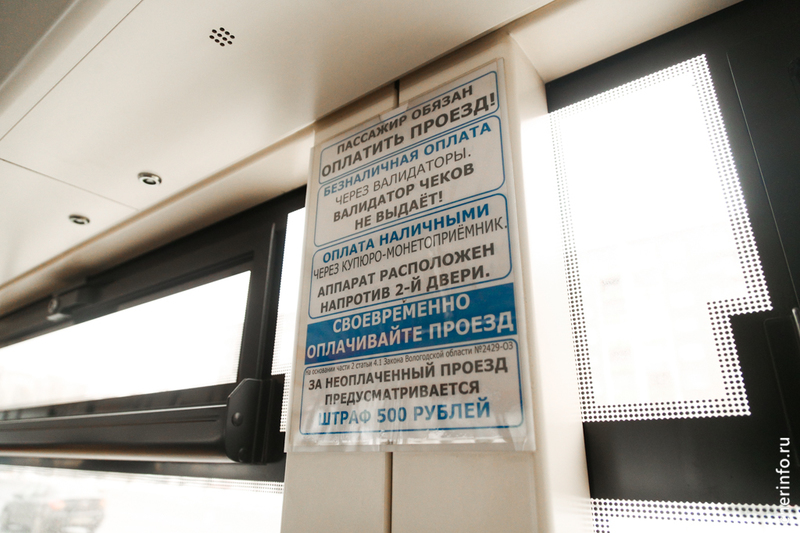 ПАССАЖИР ОБЯЗАН
ОПЛАТИТЬ ПРОЕЗД!
БЕЗНАЛИЧНАЯ ОПЛАТА
ЧЕРЕЗ ВАЛИДАТОРЫ.
ВАЛИДАТОР ЧЕКОВ
НЕ ВЫДАЁТ!
ОПЛАТА НАЛИЧНЫМИ
ЧЕРЕЗ КУПЮРО-МОНЕТОПРИЁМНИК.
АППАРАТ РАСПОЛОЖЕН
НАПРОТИВ 2-Й ДВЕРИ.
СВОЕВРЕМЕННО
ОПЛАЧИВАЙТЕ ПРОЕЗД
На основании части 2 статьи 4.1 Закона Вологодской области №2429-ОЗ
ЗА НЕОПЛАЧЕННЫЙ ПРОЕЗД
ПРЕДУСМАТРИВАЕТСЯ
ШТРАФ 500 РУБЛЕЙ